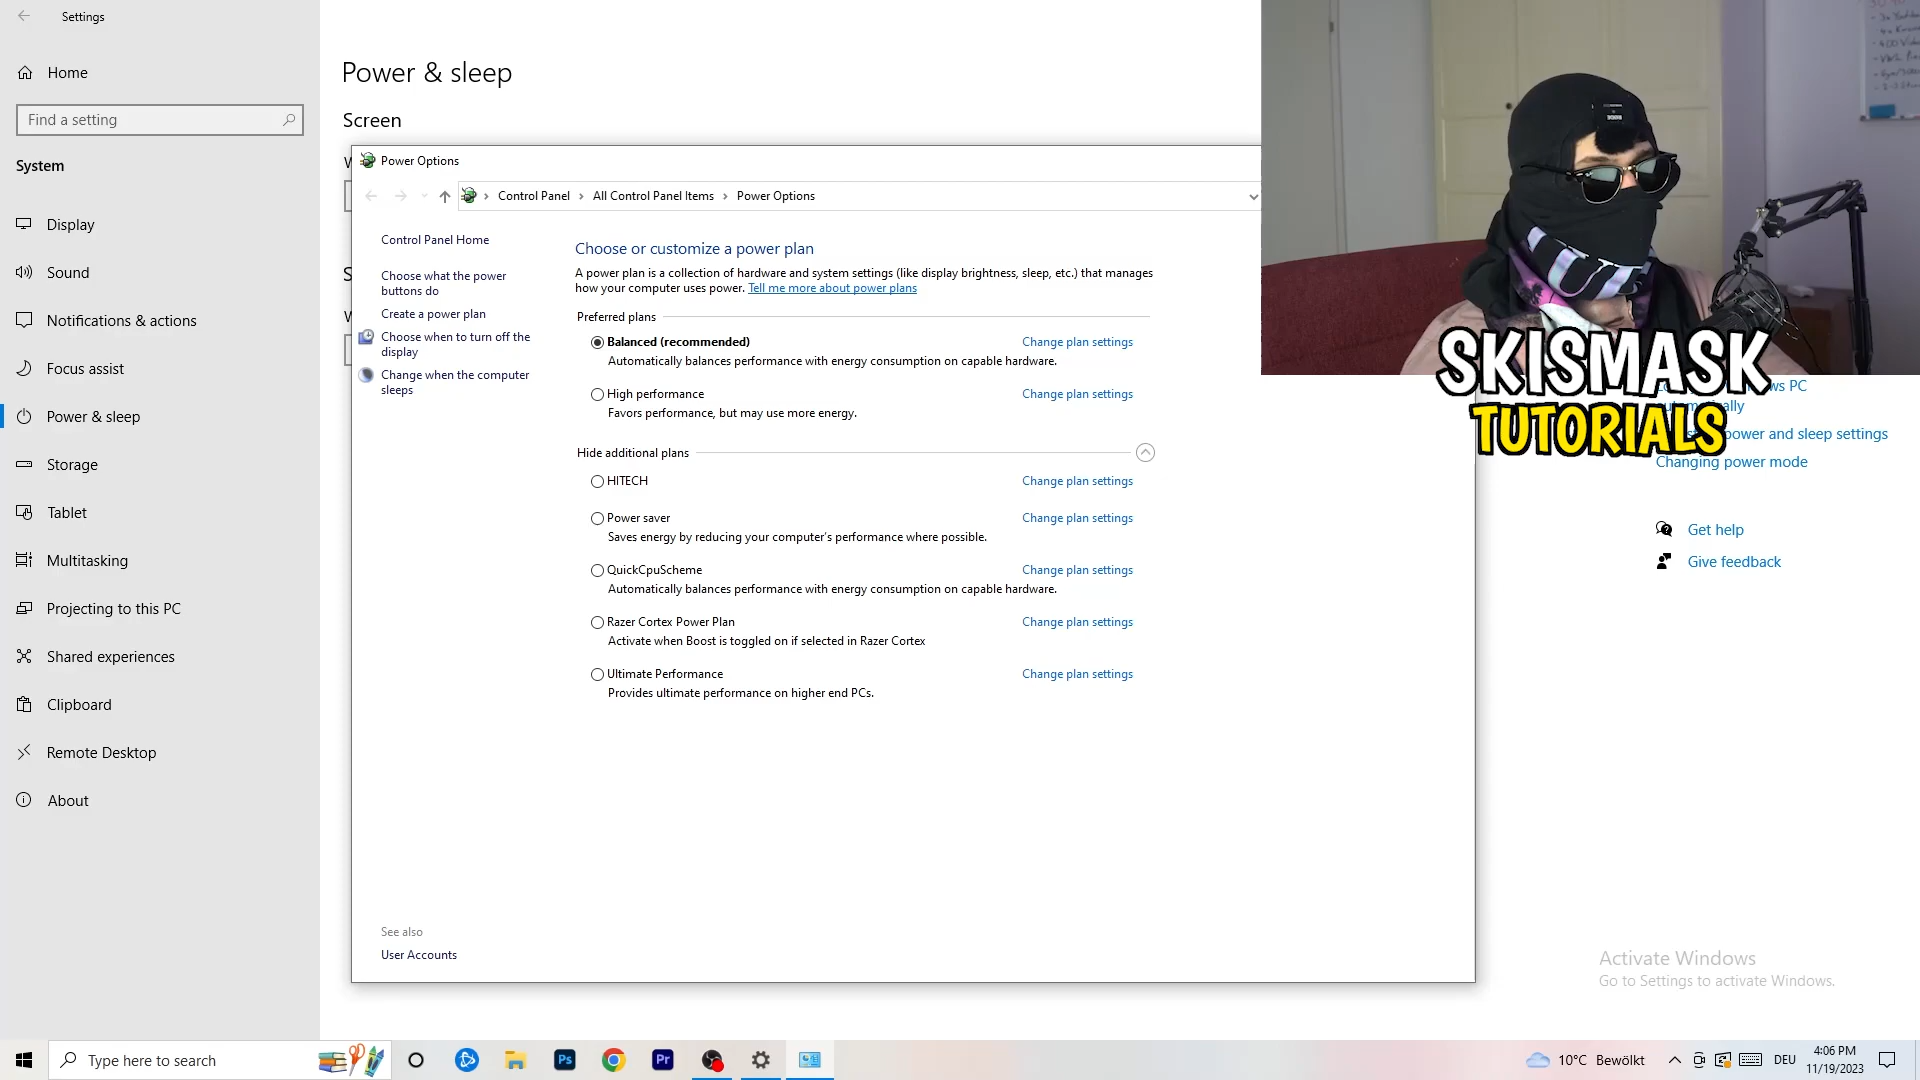 Settings
Home
Find a setting
System
Display
Sound
Notifications & actions
Focus assist
Power & sleep
Storage
Tablet
Multitasking
Projecting to this PC
Shared experiences
Clipboard
Remote Desktop
About
Power & sleep
Screen
Power Options
Control Panel
All Control Panel Items
Power Options
Control Panel Home
Choose what the power
buttons do
Create a power plan
Choose when to turn off the
display
Change when the computer
sleeps
See also
User Accounts
Choose or customize a power plan
A power plan is a collection of hardware and system settings (like display brightness, sleep, etc.) that manages
how your computer uses power. Tell me more about power plans
Preferred plans
Balanced (recommended) Change plan settings
Automatically balances performance with energy consumption on capable hardware.
High performance Change plan settings
Favors performance, but may use more energy.
Hide additional plans
HITECH Change plan settings
Power saver Change plan settings
Saves energy by reducing your computer's performance where possible.
QuickCpuScheme Change plan settings
Automatically balances performance with energy consumption on capable hardware.
Razer Cortex Power Plan Change plan settings
Activate when Boost is toggled on if selected in Razer Cortex
Ultimate Performance Change plan settings
Provides ultimate performance on higher end PCs.
SKISMASK
TUTORIALS
PC
power and sleep settings
Changing power mode
Get help
Give feedback
Activate Windows
Go to Settings to activate Windows.
Type here to search
Ps
Pr
10°C Bewölkt
DEU
4:06 PM
11/19/2023